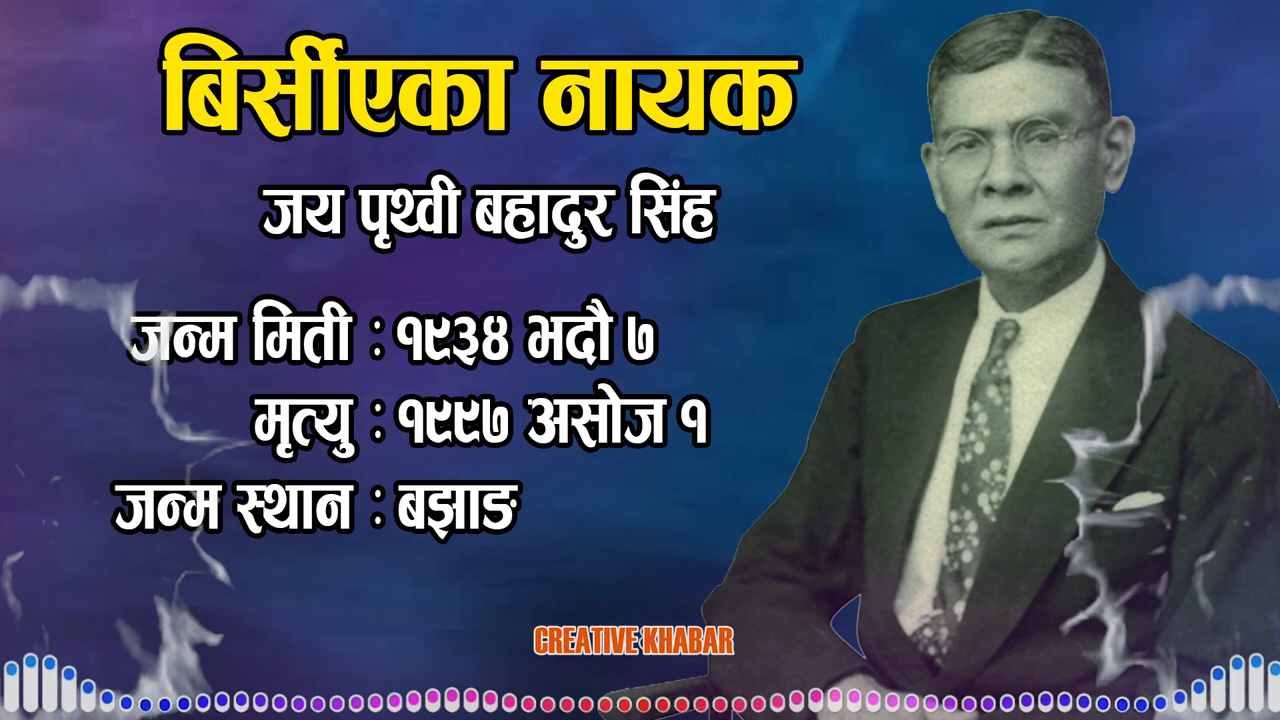 बिर्सीएका नायक
जय पृथ्वी बहादुर सिंह
जन्म मिती : १९३४ भदौ ७
मृत्यु : १९९७ असोज १
जन्म स्थान : बझाङ
CREATIVE KHABAR